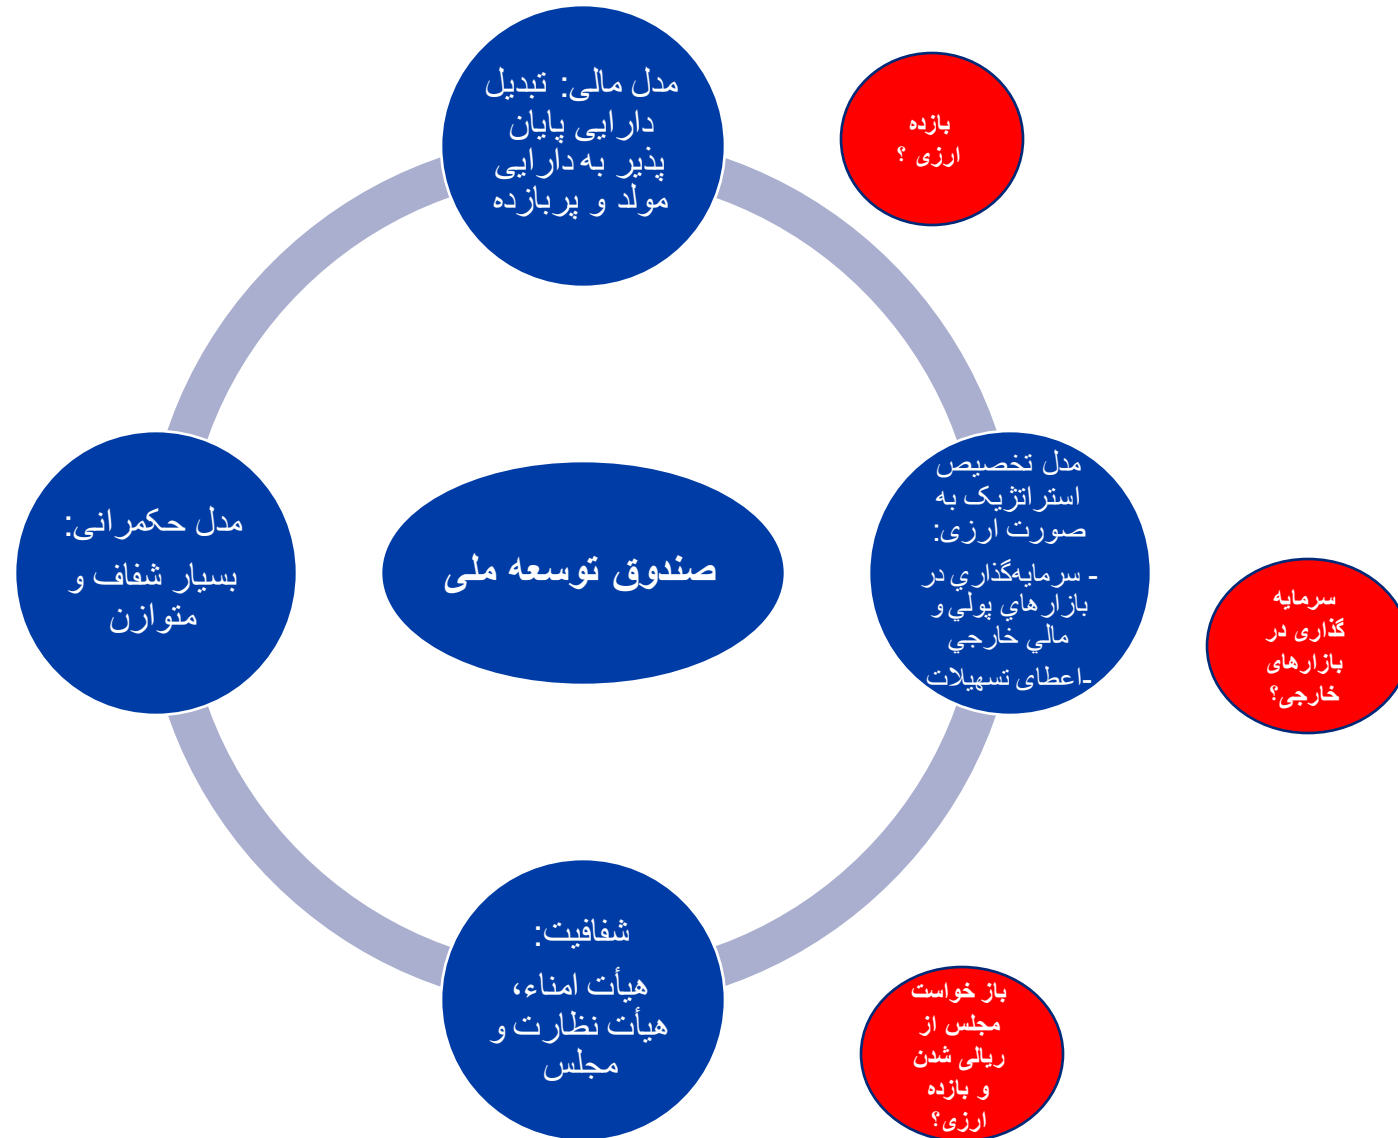 مدل مالی: تبدیل
دارایی پایان
پذیر به دارایی
مولد و پربازده
بازده
ارزی ؟
مدل تخصیص
استراتژیک به
صورت ارزی:
- سرمایه‌گذاري در
بازارهاي پولي و
مالي خارجي
-اعطای تسهیلات
سرمایه
گذاری در
بازارهای
خارجی؟
صندوق توسعه ملی
مدل حکمرانی:
بسیار شفاف و
متوازن
شفافیت:
هیأت امناء،
هیأت نظارت و
مجلس
باز خواست
مجلس از
ریالی شدن
و بازده
ارزی؟